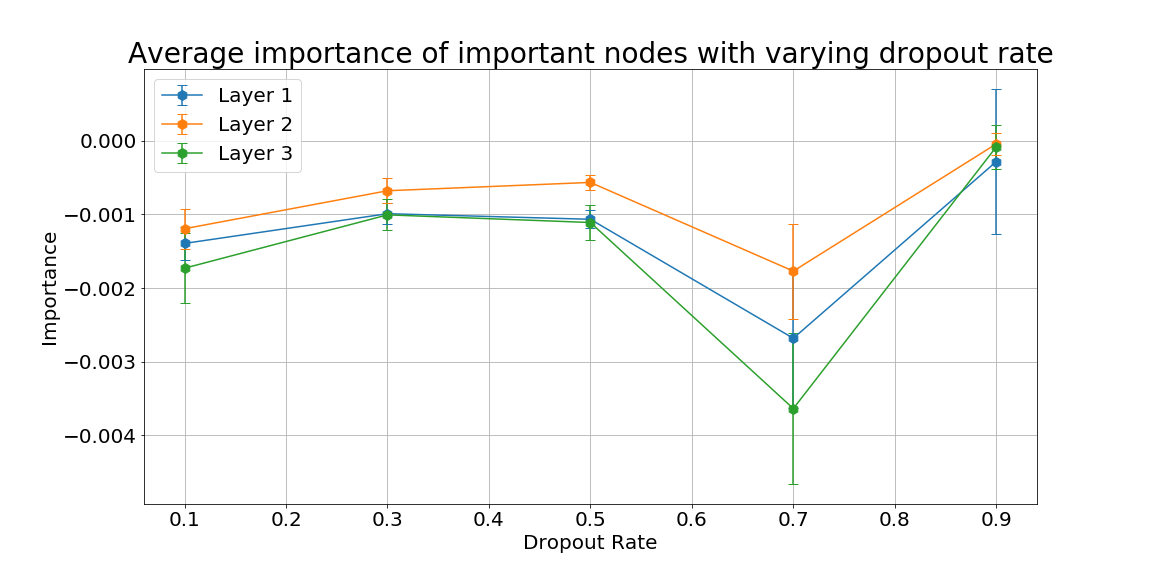 Average importance of important nodes with varying dropout rate
Layer 1
Layer 2
Layer 3
0.000
−0.001
−0.002
−0.003
−0.004
Importance
0.1 0.2 0.3 0.4 0.5 0.6 0.7 0.8 0.9
Dropout Rate